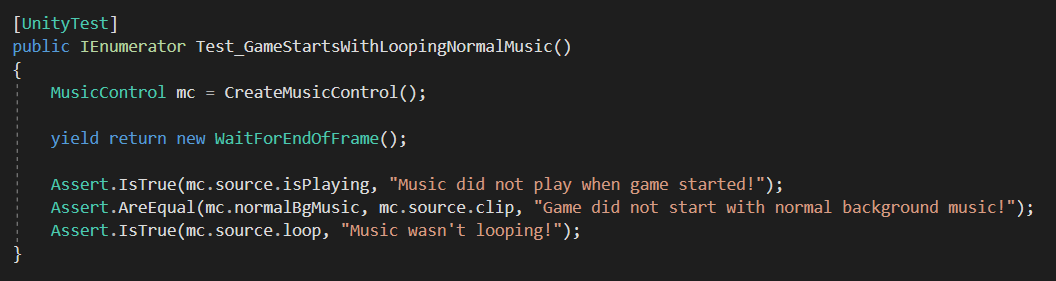 [UnityTest]
public IEnumerator Test_GameStartsWithLoopingNormalMusic()
{
MusicControl mc = CreateMusicControl();
yield return new WaitForEndOfFrame();
Assert.IsTrue(mc.source.isPlaying, "Music did not play when game started!");
Assert.AreEqual(mc.normalBgMusic, mc.source.clip, "Game did not start with normal background music!");
Assert.IsTrue(mc.source.loop, "Music wasn't looping!");
}